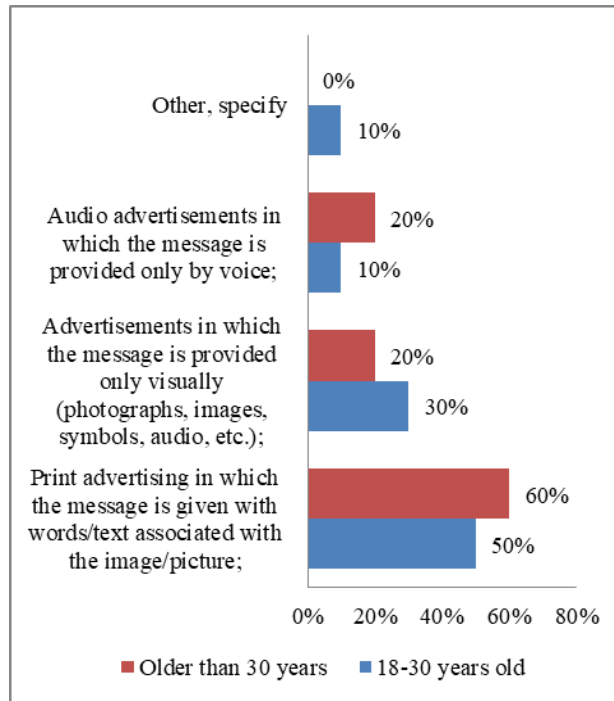 0%
Other, specify
10%
Audio advertisements in
which the message is
provided only by voice;
20%
10%
Advertisements in which
the message is provided
only visually
(photographs, images,
symbols, audio, etc.);
20%
30%
Print advertising in which
the message is given with
words/text associated with
the image/picture;
60%
50%
0% 20% 40% 60% 80%
Older than 30 years 18-30 years old